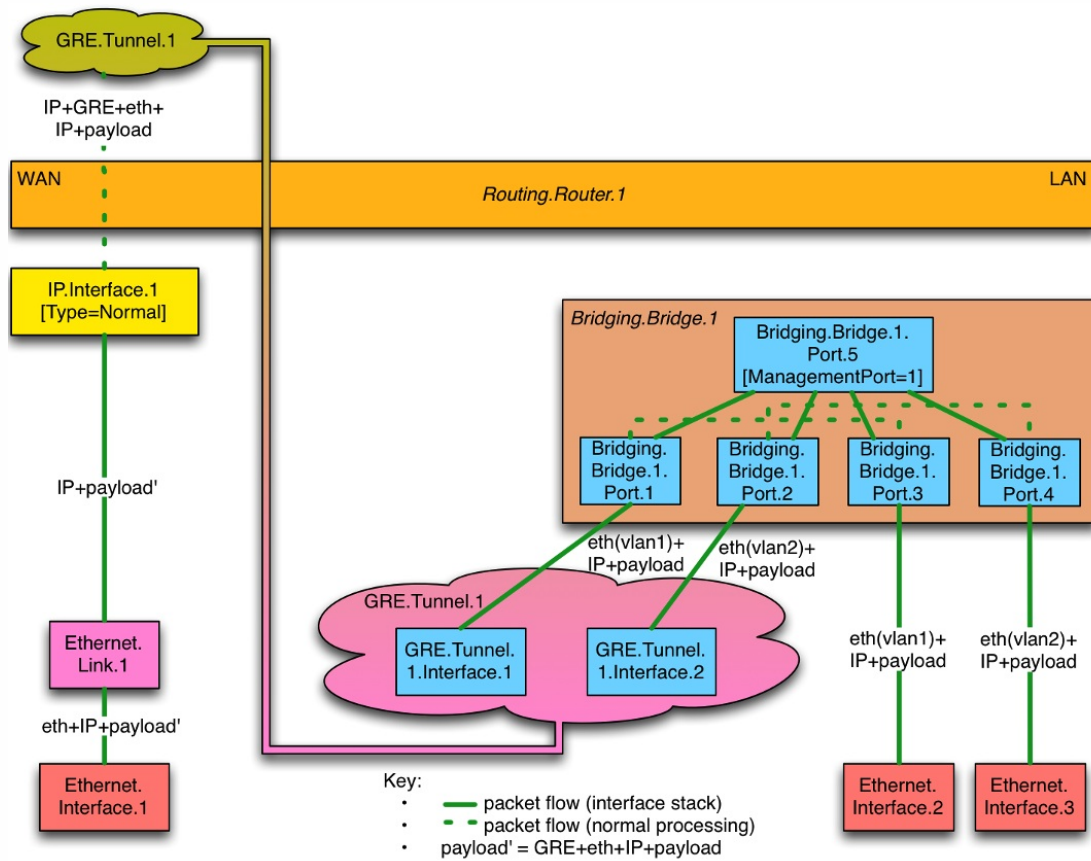 GRE.Tunnel.1
IP+GRE+eth+
IP+payload
WAN
LAN
Routing.Router.1
IP.Interface.1
[Type=Normal]
Bridging.Bridge.1
Bridging.Bridge.1.
Port.5
[ManagementPort=1]
Bridging.
Bridge.1.
Port.1
Bridging.
Bridge.1.
Port.2
Bridging.
Bridge.1.
Port.3
Bridging.
Bridge.1.
Port.4
IP+payload'
eth(vlan1)+
IP+payload
eth(vlan2)+
IP+payload
GRE.Tunnel.1
GRE.Tunnel.
1.Interface.1
GRE.Tunnel.
1.Interface.2
Ethernet.
Link.1
eth(vlan1)+
IP+payload
eth(vlan2)+
IP+payload
eth+IP+payload'
Ethernet.
Interface.1
Ethernet.
Interface.2
Ethernet.
Interface.3
Key:
• packet flow (interface stack)
• packet flow (normal processing)
• payload' = GRE+eth+IP+payload